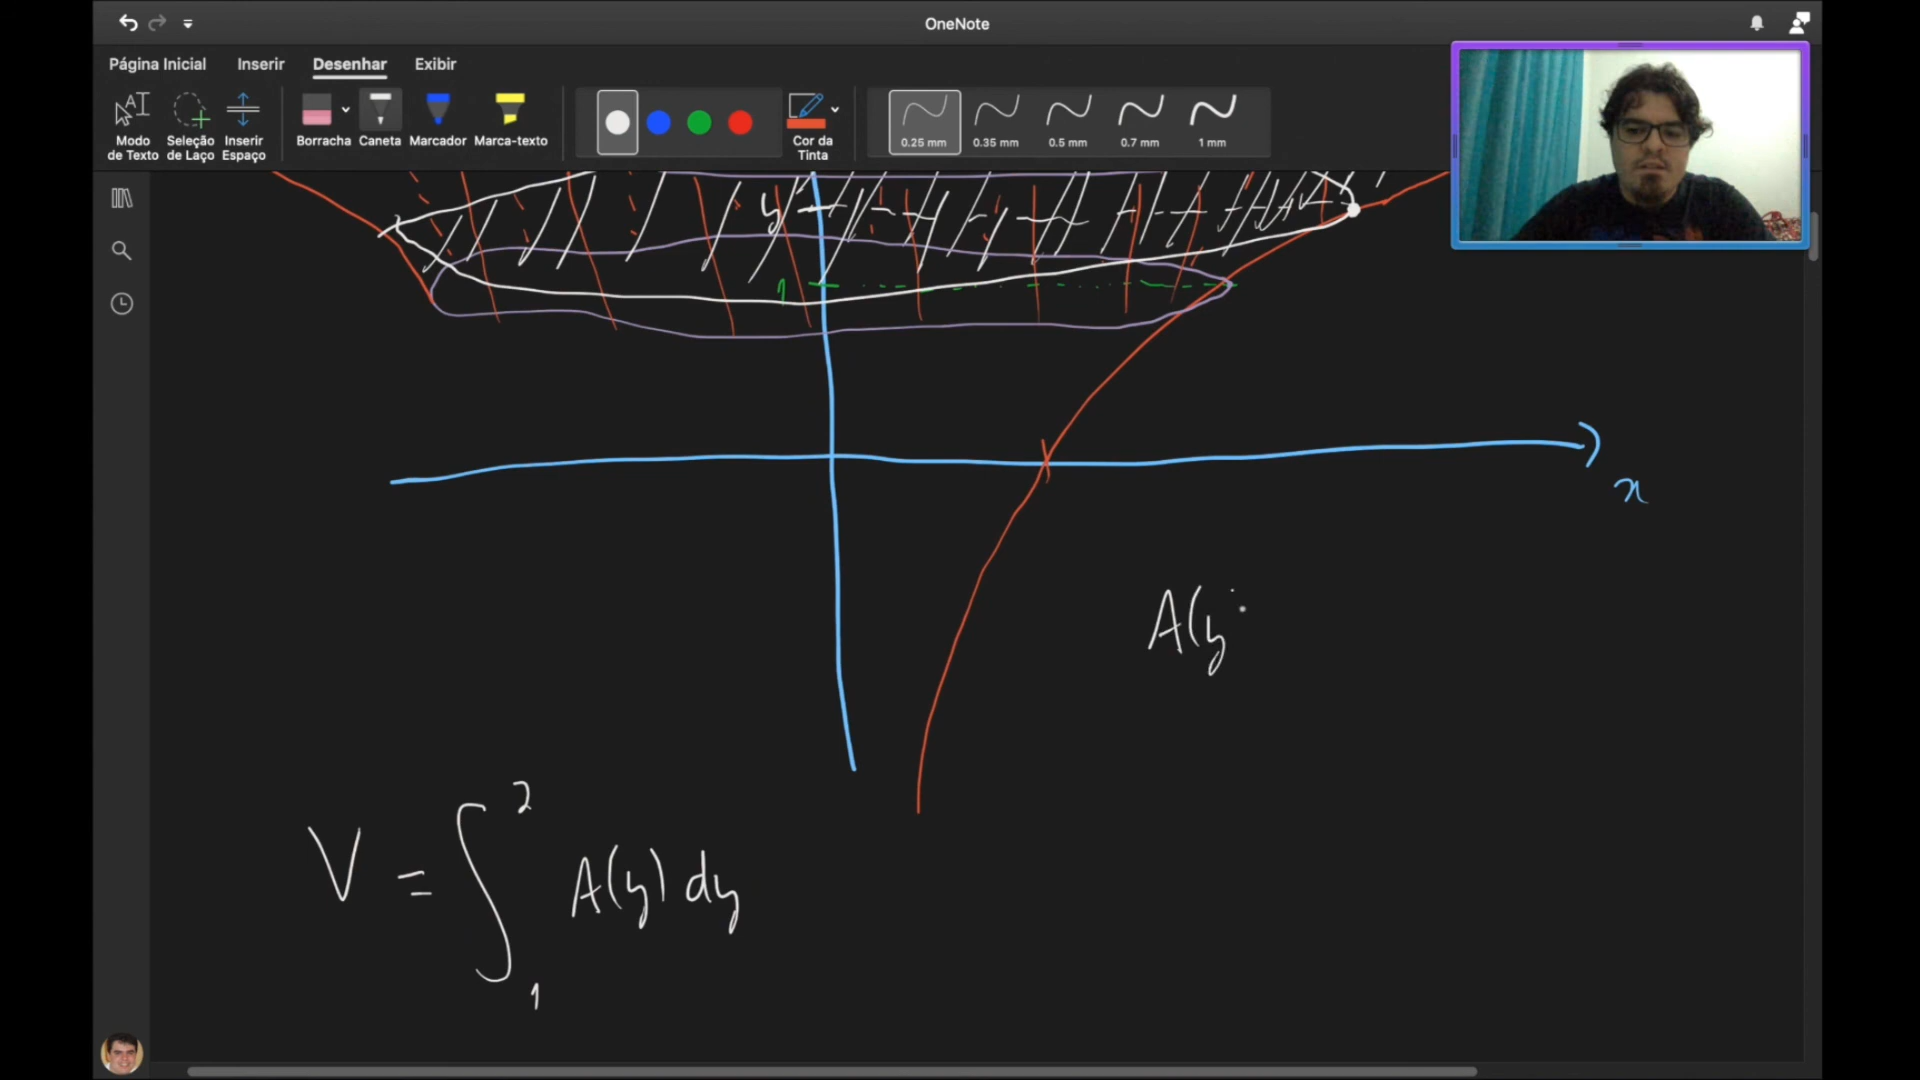 OneNote
Página Inicial Inserir Desenhar Exibir
Modo de Texto Seleção de Laço Inserir Espaço Borracha Caneta Marcador Marca-texto Cor da Tinta 0.25 mm 0.35 mm 0.5 mm 0.7 mm 1 mm
y
1
x
A(y
V = ∫₁² A(y) dy